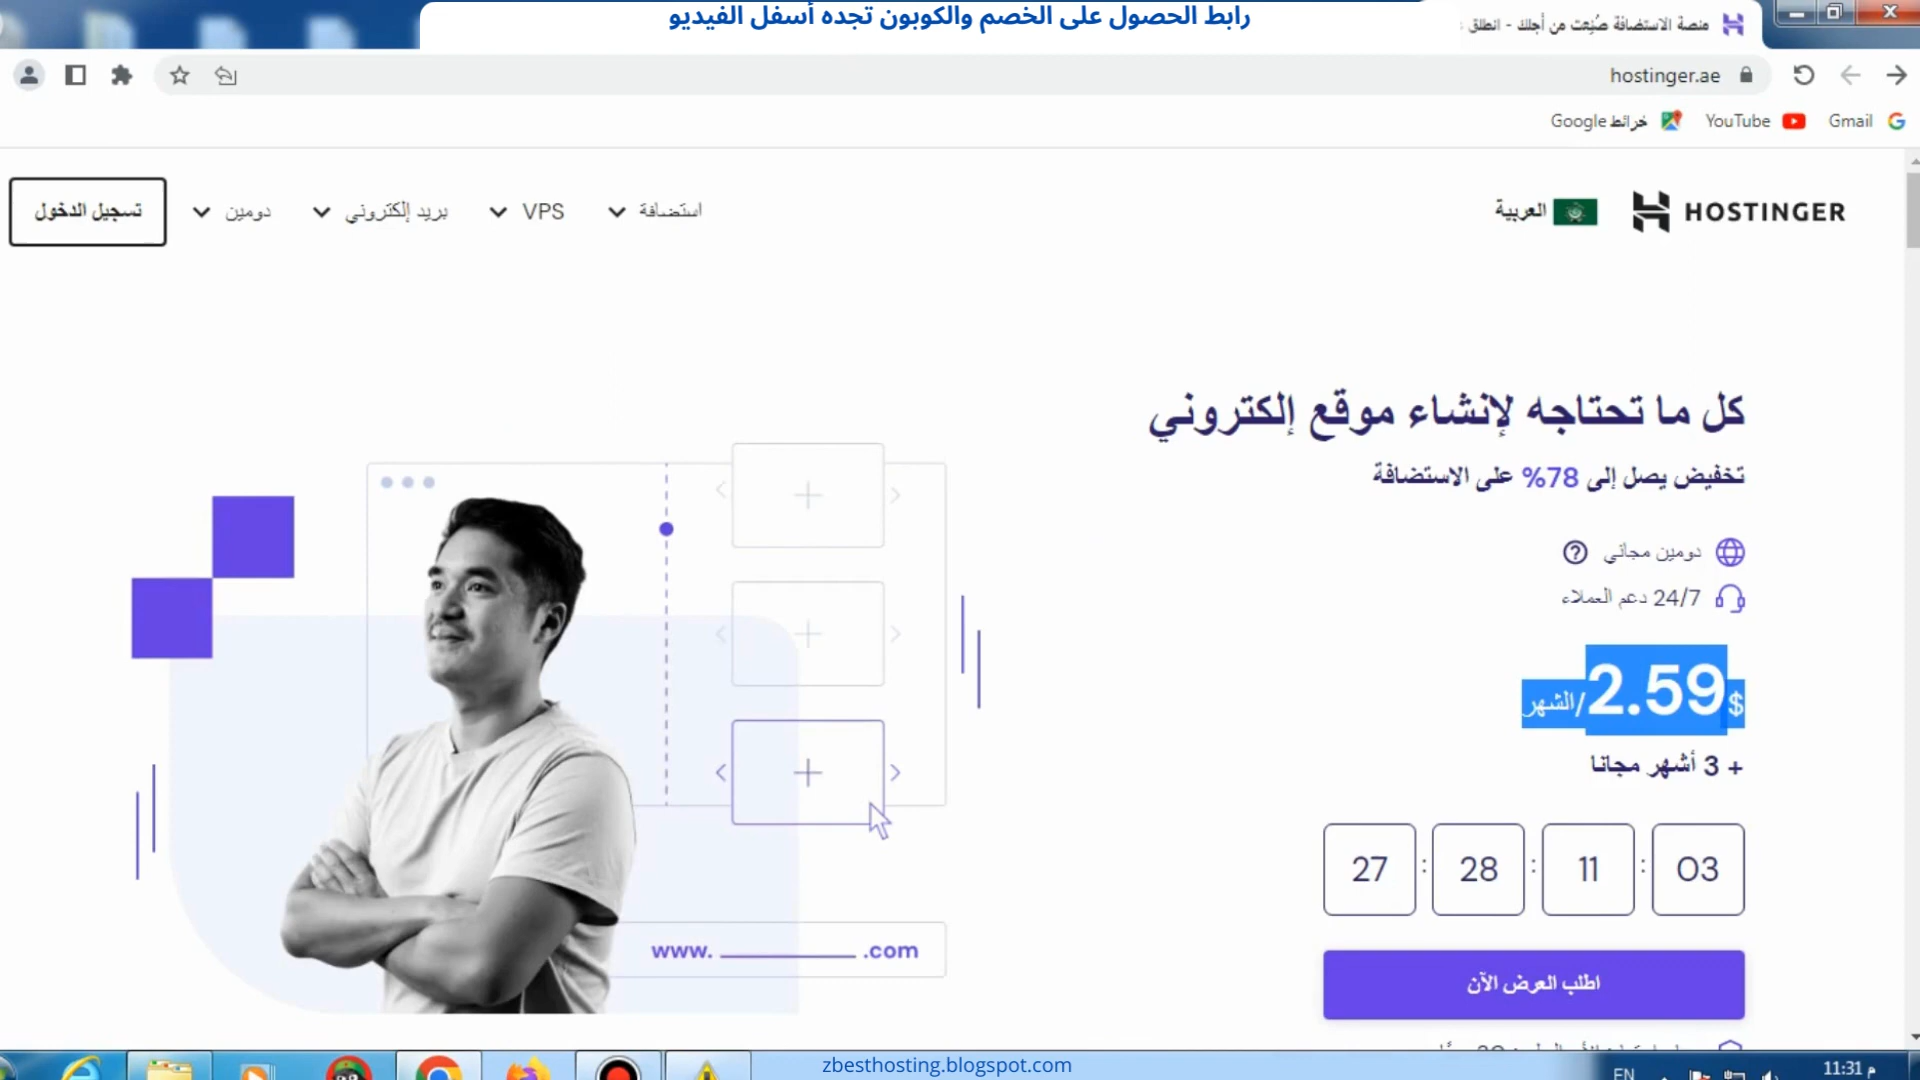 رابط الحصول على الخصم والكوبون تجده أسفل الفيديو
منصة الاستضافة صُنِعت من أجلك - انطلق
hostinger.ae
Gmail
YouTube
خرائط Google
HOSTINGER
العربية
استضافة
VPS
بريد إلكتروني
دومين
تسجيل الدخول
كل ما تحتاجه لإنشاء موقع إلكتروني
تخفيض يصل إلى 78% على الاستضافة
دومين مجاني
24/7 دعم العملاء
$2.59/الشهر
+ 3 أشهر مجانا
03 : 11 : 28 : 27
اطلب العرض الآن
www. .com
zbesthosting.blogspot.com
EN
11:31 م